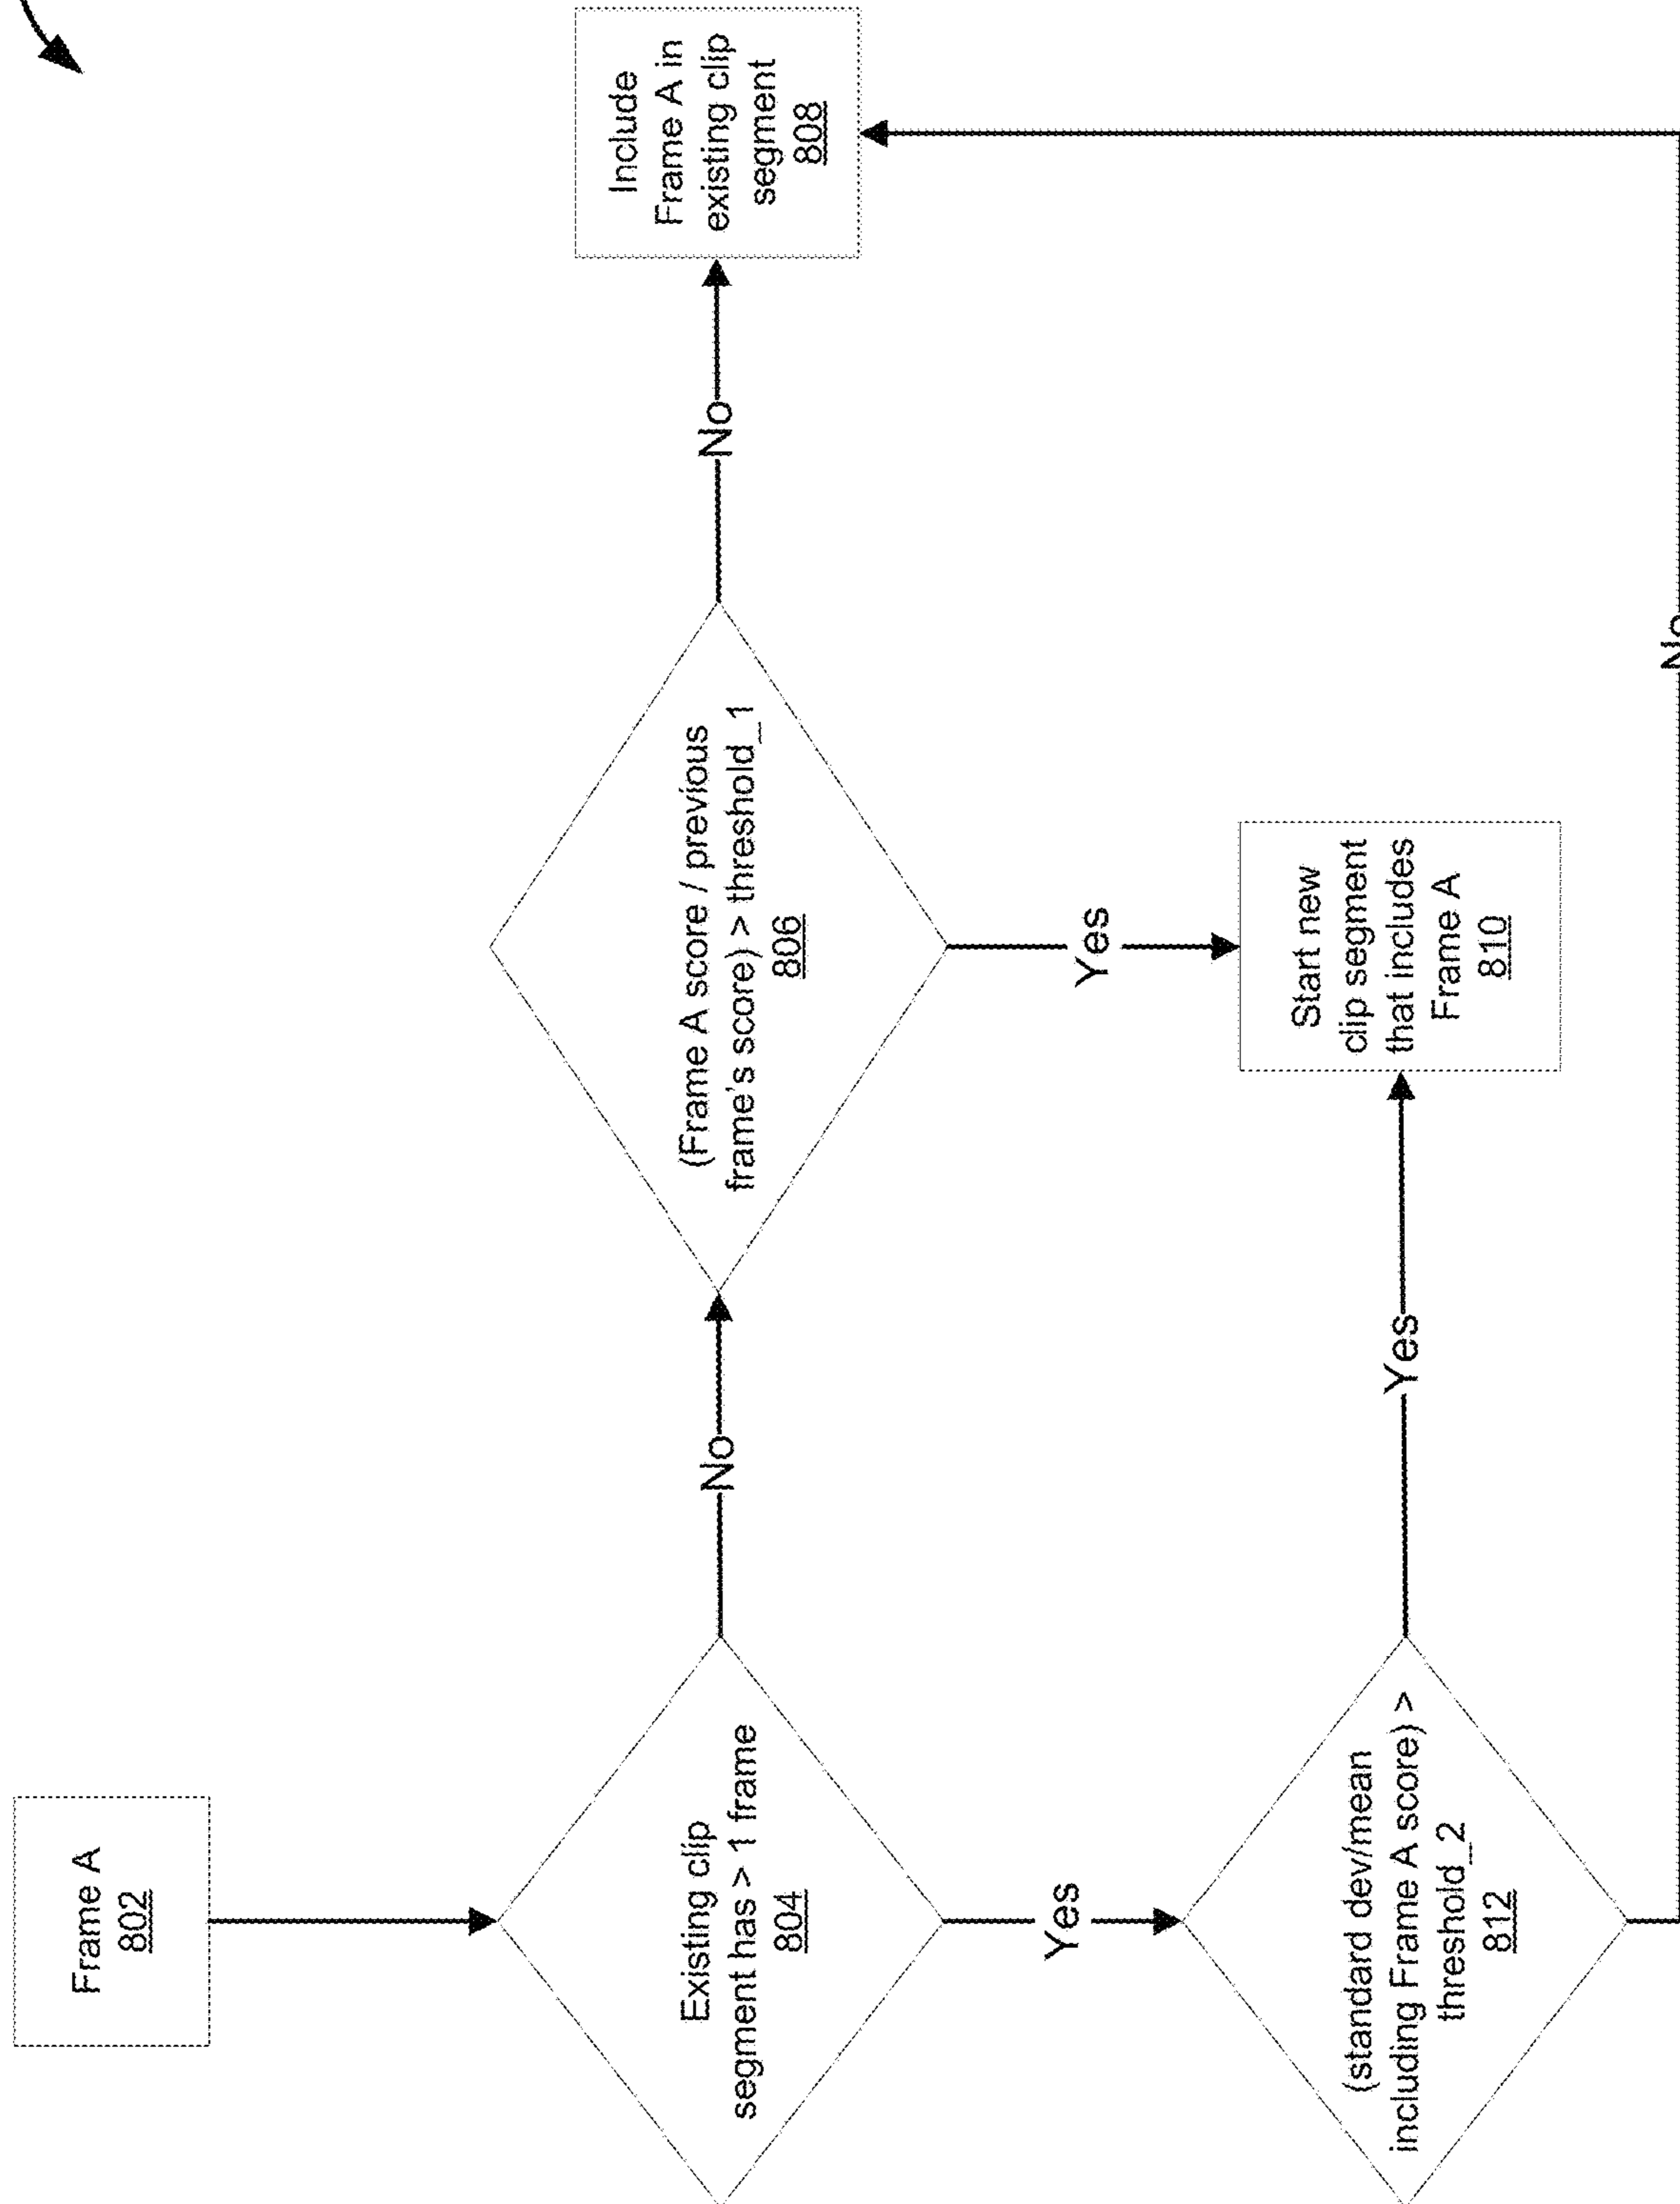 Frame A
802
Existing clip
segment has > 1 frame
804
No
(Frame A score / previous
frame's score) > threshold_1
806
No
Include
Frame A in
existing clip
segment
808
Yes
Yes
(standard dev/mean
including Frame A score) >
threshold_2
812
Yes
Start new
clip segment
that includes
Frame A
810
No